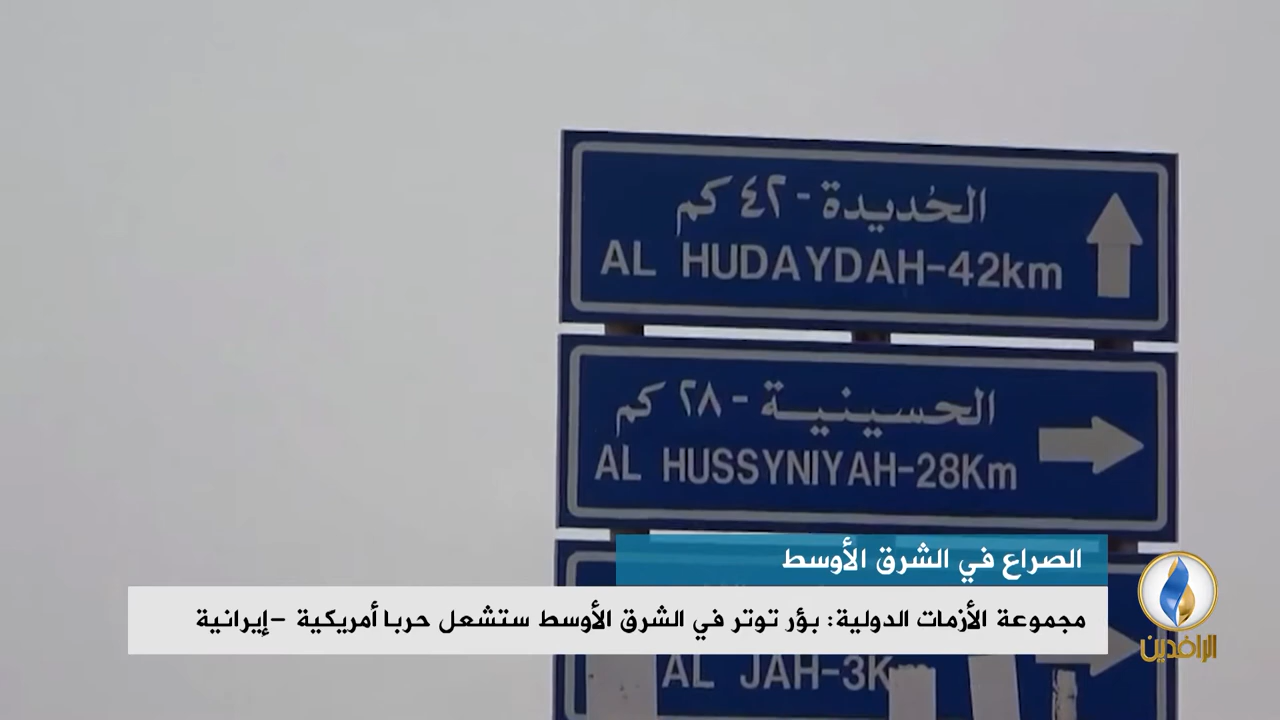 الحُديدة - ٤٢ كم
AL HUDAYDAH-42km
الحسينية - ٢٨ كم
AL HUSSYNIYAH-28Km
الصراع في الشرق الأوسط
مجموعة الأزمات الدولية: بؤر توتر في الشرق الأوسط ستشعل حربا أمريكية -إيرانية
الرافدين
AL JAH-3Km